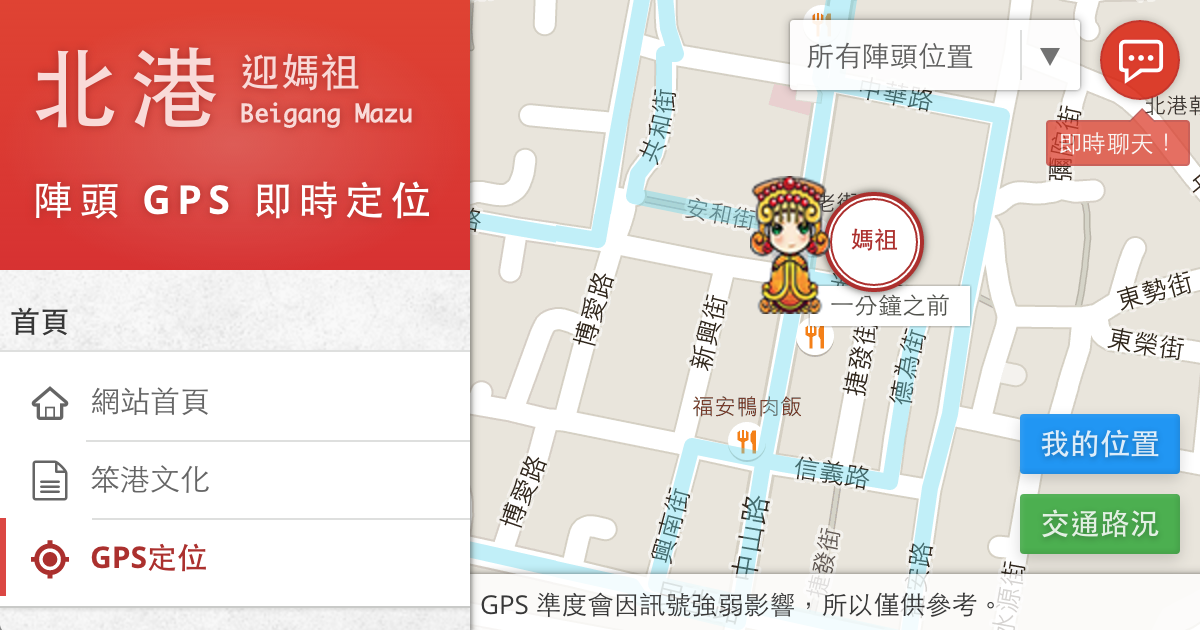 北港 迎媽祖
Beigang Mazu
陣頭 GPS 即時定位
首頁
網站首頁
笨港文化
GPS定位
所有陣頭位置
即時聊天！
中華路
共和街
安和街
媽祖
一分鐘之前
東勢街
東榮街
博愛路
新興街
捷發街
德為街
福安鴨肉飯
我的位置
信義路
博愛路
興南街
中山路
捷發街
交通路況
水源街
GPS 準度會因訊號強弱影響，所以僅供參考。